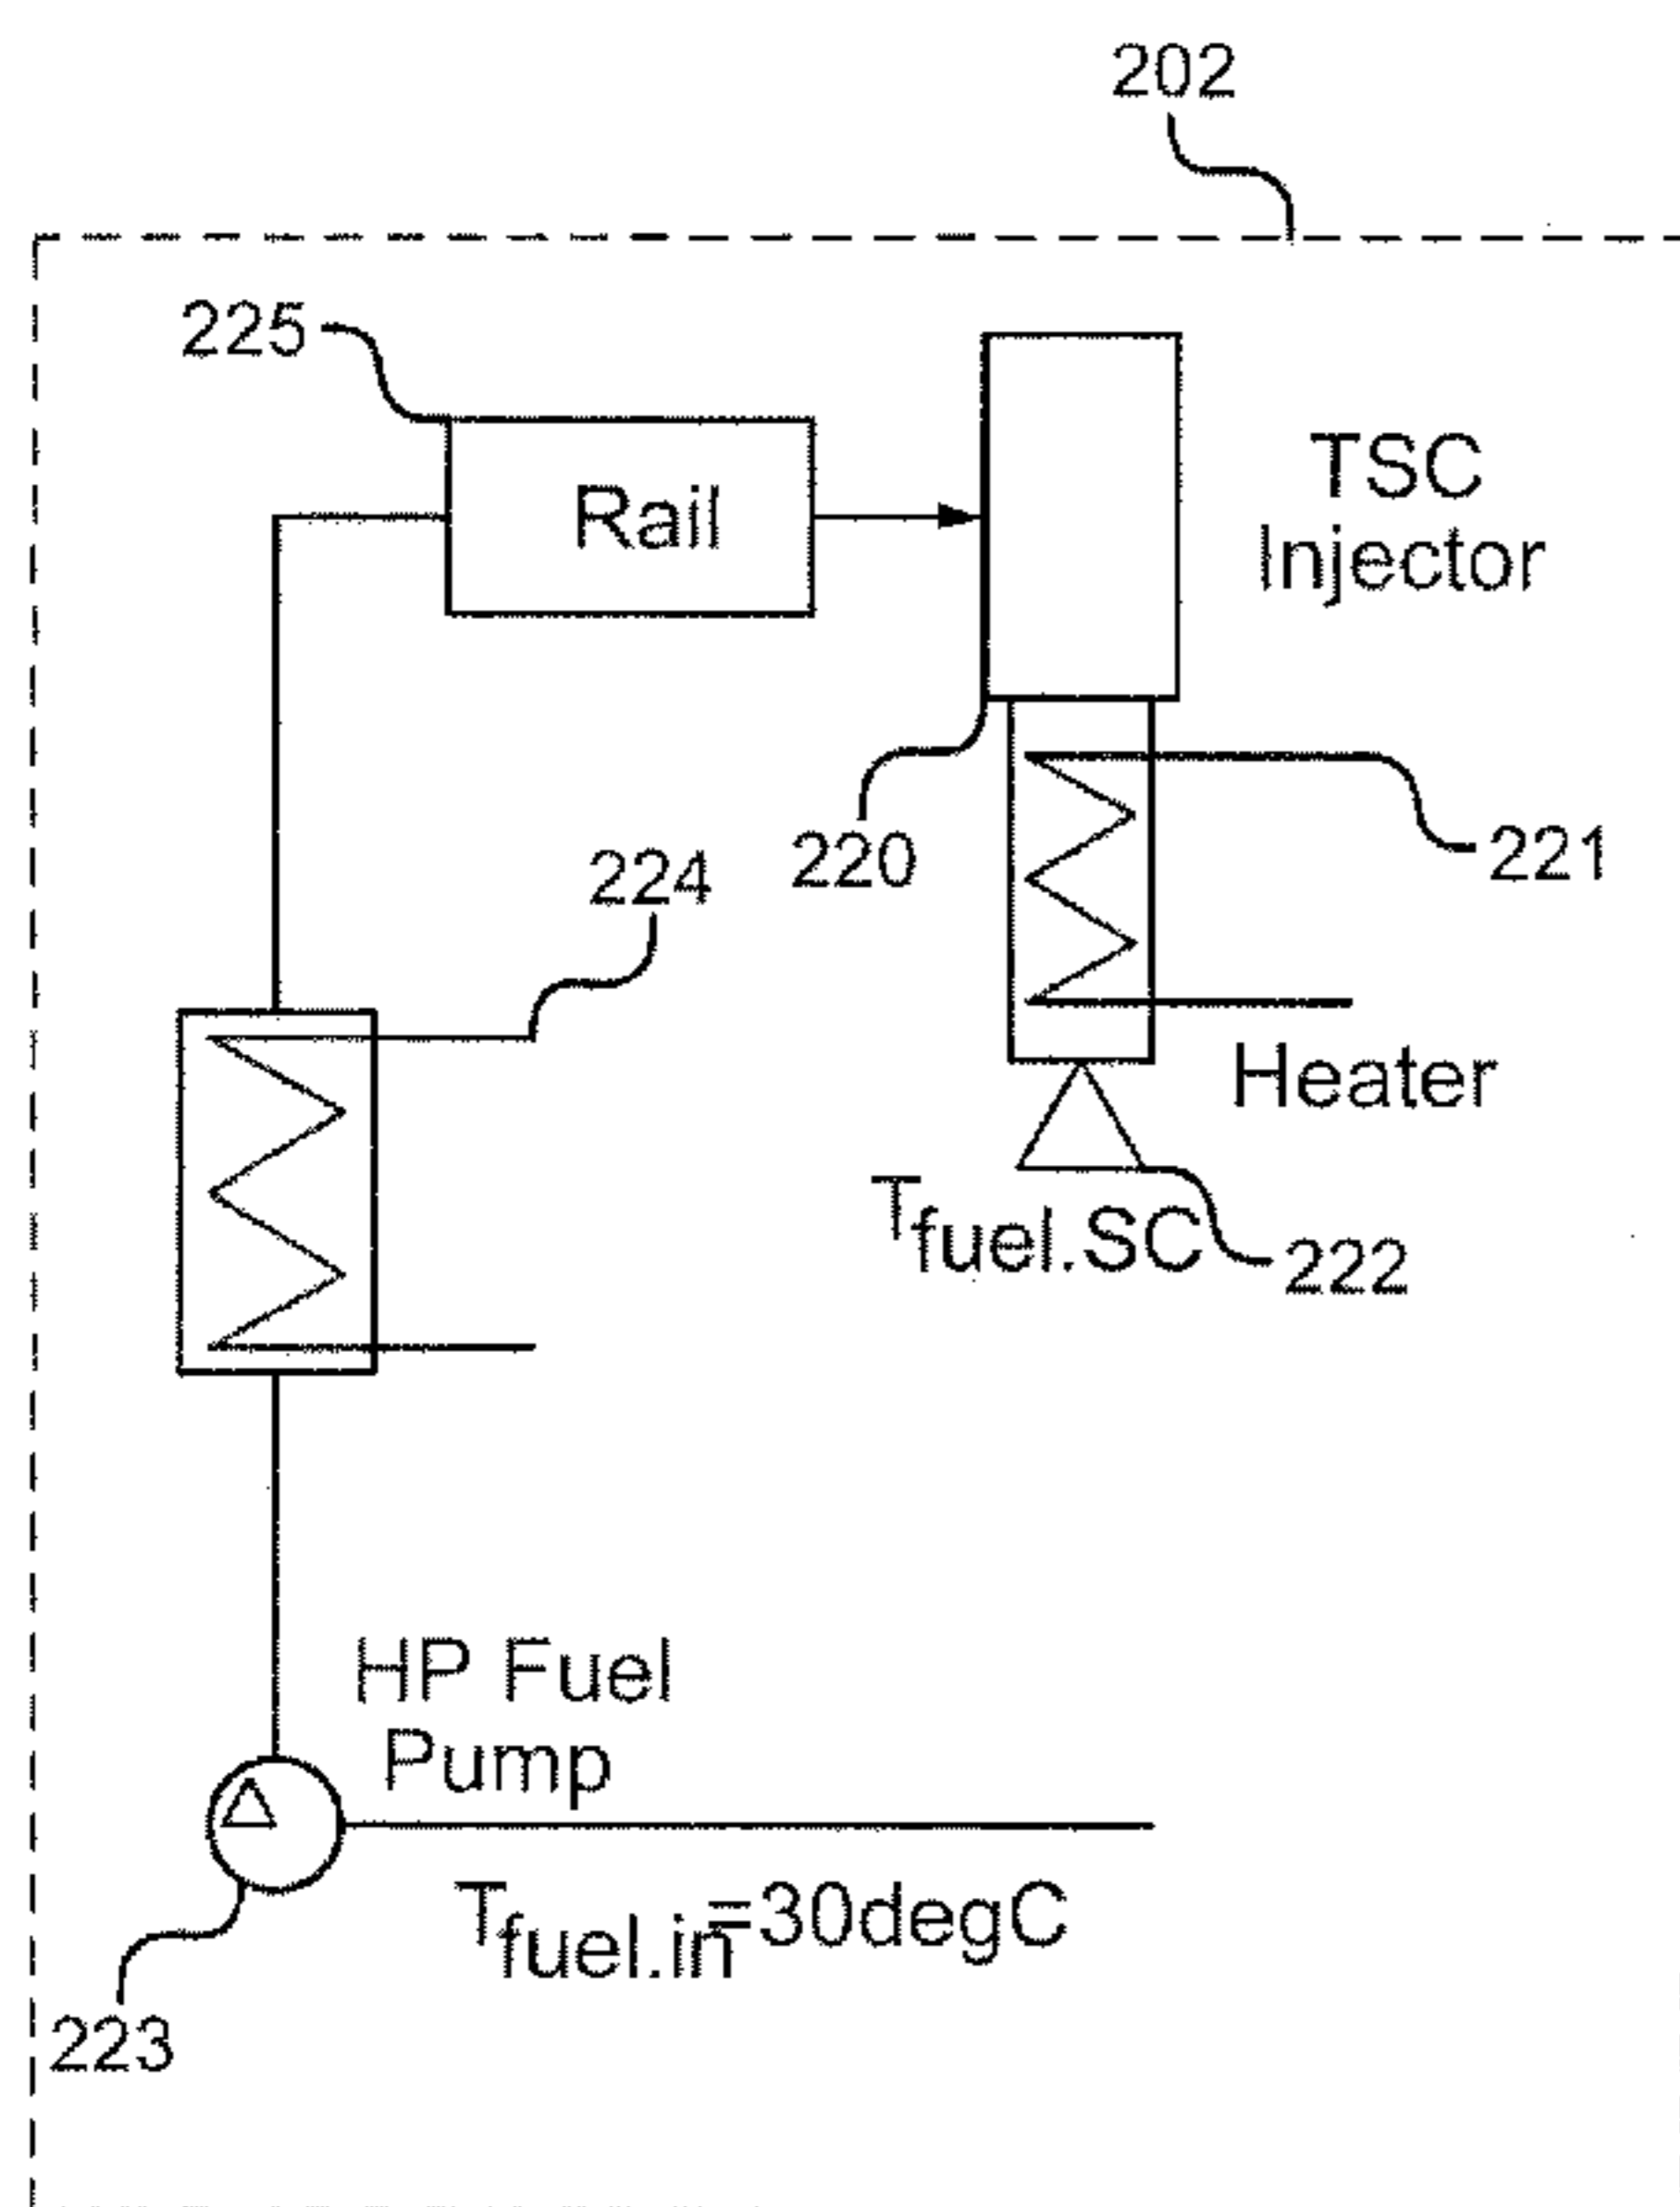 202
225
Rail
TSC
Injector
220
221
224
Heater
Tfuel.SC
222
HP Fuel
Pump
Tfuel.in=30degC
223